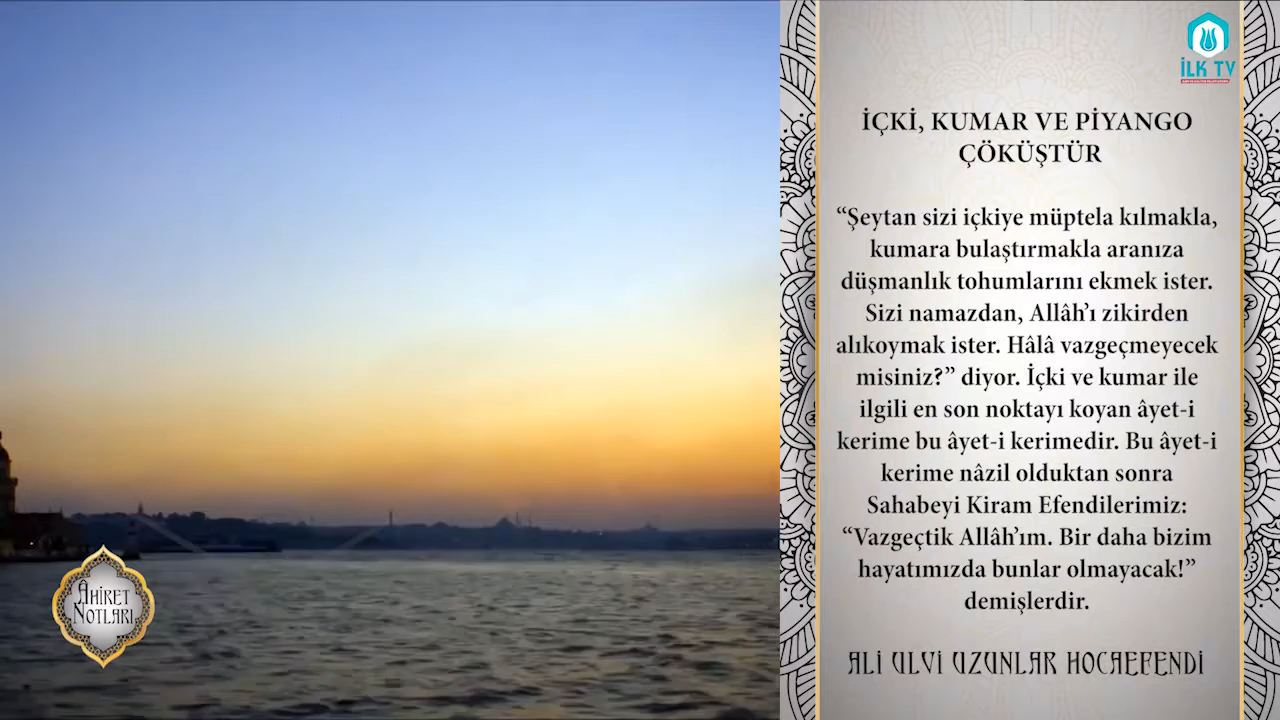 İLK TV
İÇKİ, KUMAR VE PİYANGO
ÇÖKÜŞTÜR
“Şeytan sizi içkiye müptela kılmakla,
kumara bulaştırmakla aranıza
düşmanlık tohumlarını ekmek ister.
Sizi namazdan, Allâh’ı zikirden
alıkoymak ister. Hâlâ vazgeçmeyecek
misiniz?” diyor. İçki ve kumar ile
ilgili en son noktayı koyan âyet-i
kerime bu âyet-i kerimedir. Bu âyet-i
kerime nâzil olduktan sonra
Sahabeyi Kiram Efendilerimiz:
“Vazgeçtik Allâh’ım. Bir daha bizim
hayatımızda bunlar olmayacak!”
demişlerdir.
ALİ ULVİ UZUNLAR HOCAEFENDİ
ÂHİRET
NOTLARI